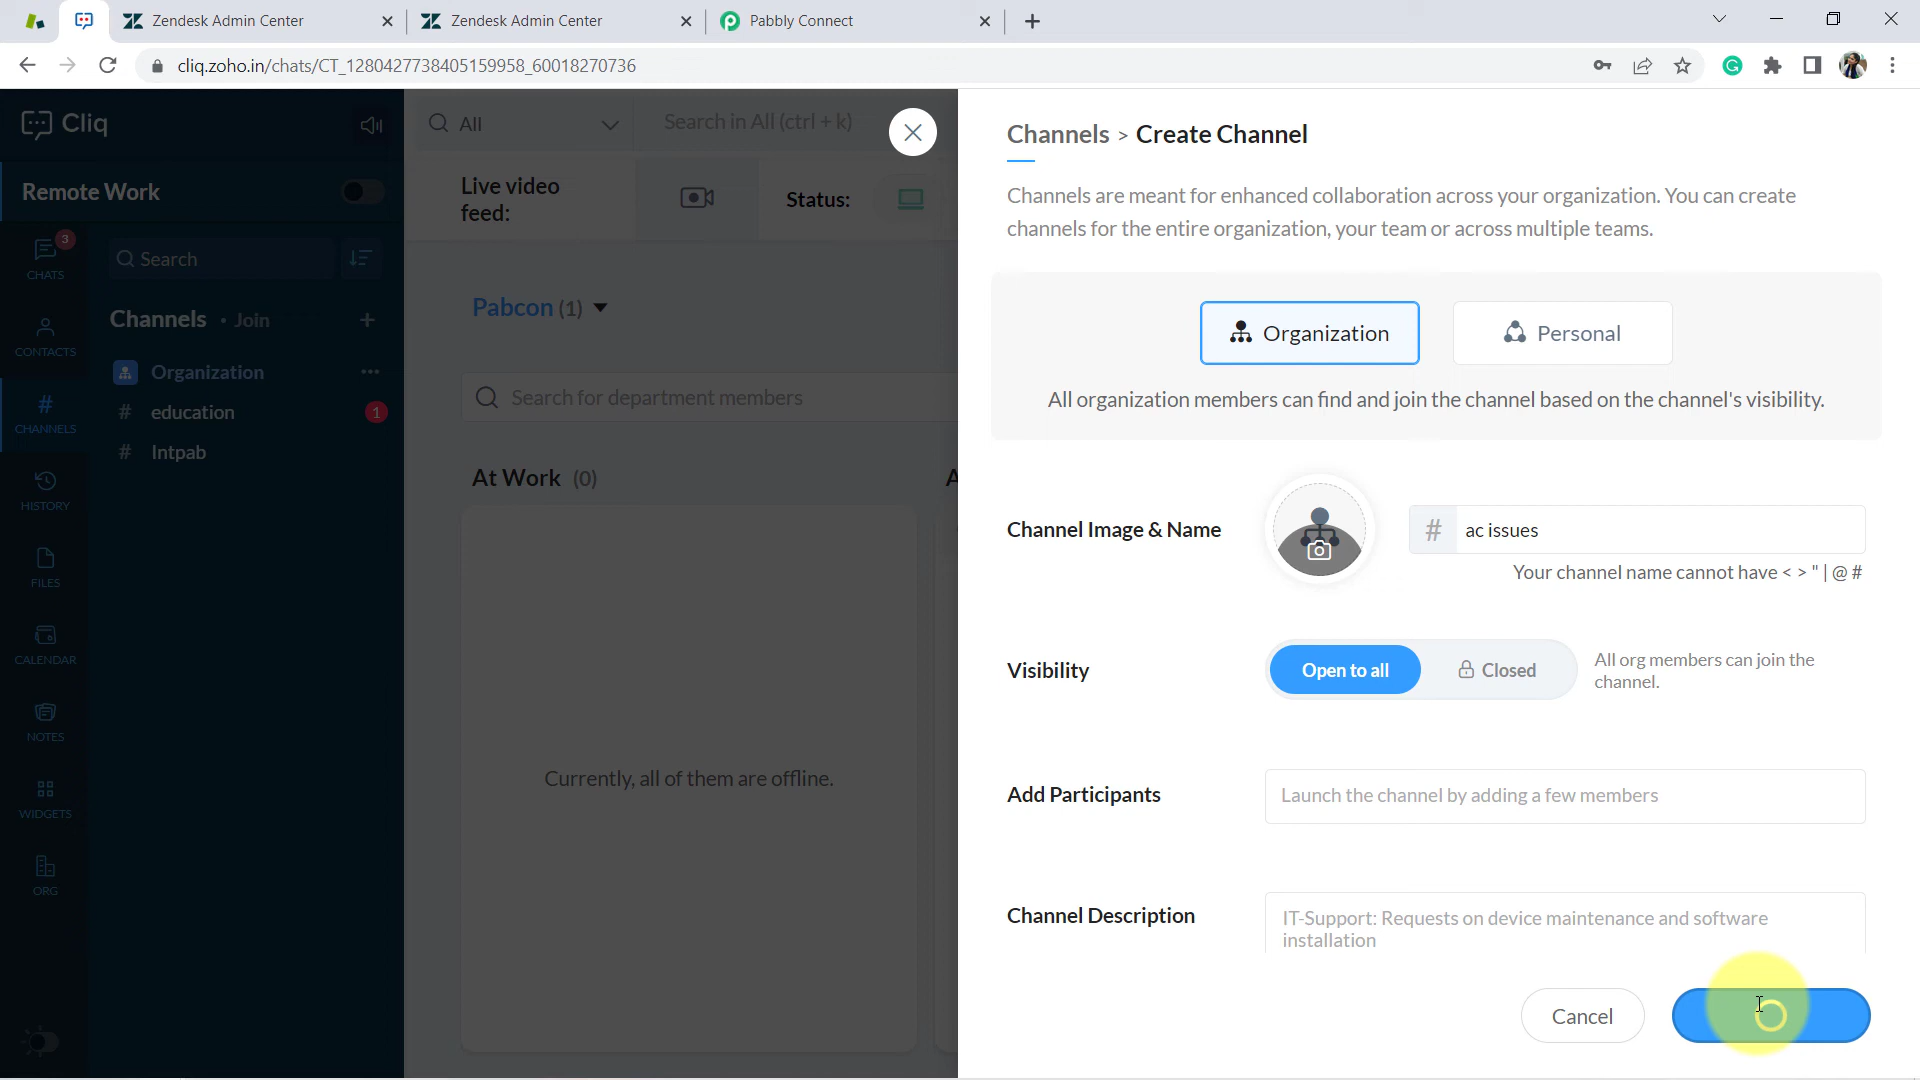 Zendesk Admin Center
Zendesk Admin Center
Pabbly Connect
cliq.zoho.in/chats/CT_1280427738405159958_60018270736
Cliq
Remote Work
CHATS
3
CONTACTS
CHANNELS
HISTORY
FILES
CALENDAR
NOTES
WIDGETS
ORG
Search
Channels • Join +
Organization
# education 1
# Intpab
All
Search in All (ctrl + k)
Live video
feed:
Status:
Pabcon (1)
Search for department members
At Work (0)
A
Currently, all of them are offline.
Channels > Create Channel
Channels are meant for enhanced collaboration across your organization. You can create
channels for the entire organization, your team or across multiple teams.
Organization
Personal
All organization members can find and join the channel based on the channel's visibility.
Channel Image & Name
# ac issues
Your channel name cannot have < > " | @ #
Visibility
Open to all
Closed
All org members can join the
channel.
Add Participants
Launch the channel by adding a few members
Channel Description
IT-Support: Requests on device maintenance and software
installation
Cancel